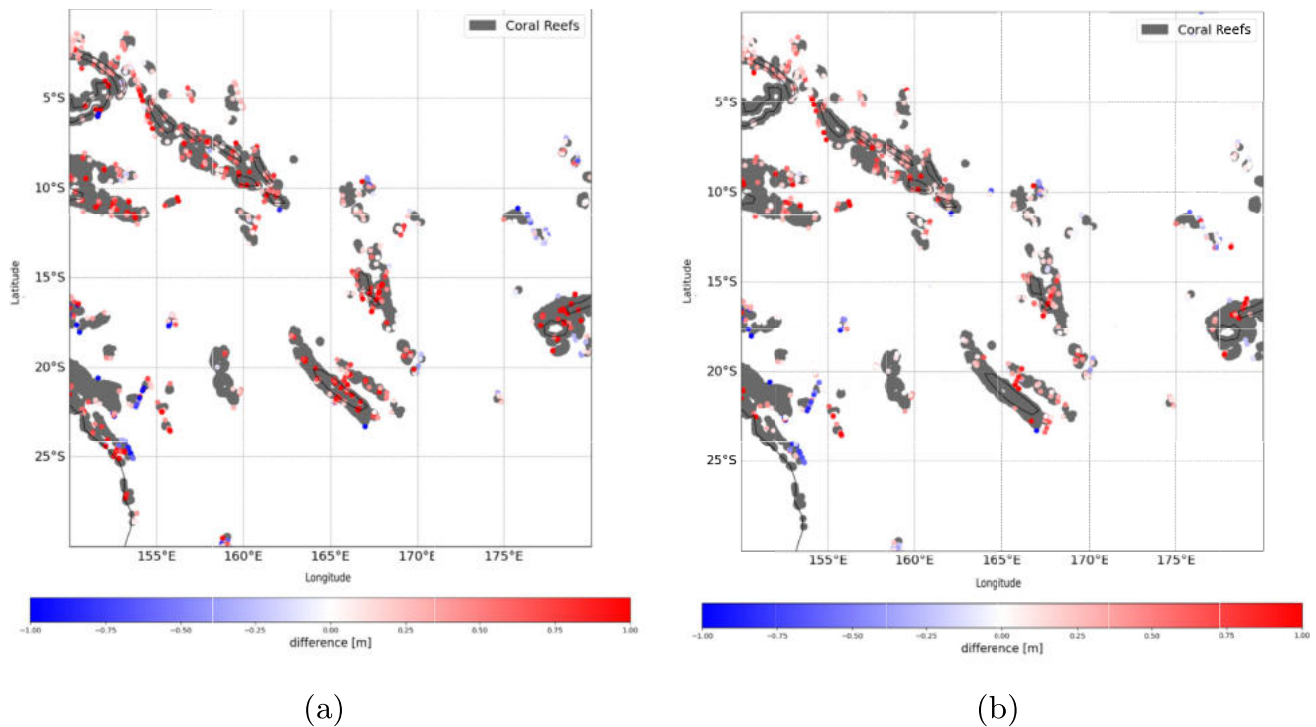 Coral Reefs
5°S
10°S
15°S
20°S
25°S
Latitude
155°E 160°E 165°E 170°E 175°E
Longitude
−1.00 −0.75 −0.50 −0.25 0.00 0.25 0.50 0.75 1.00
difference [m]
(a)
Coral Reefs
5°S
10°S
15°S
20°S
25°S
Latitude
155°E 160°E 165°E 170°E 175°E
Longitude
−1.00 −0.75 −0.50 −0.25 0.00 0.25 0.50 0.75 1.00
difference [m]
(b)